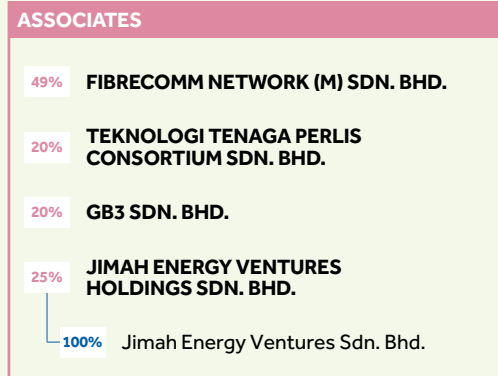 ASSOCIATES
49% FIBRECOMM NETWORK (M) SDN. BHD.
20% TEKNOLOGI TENAGA PERLIS
CONSORTIUM SDN. BHD.
20% GB3 SDN. BHD.
25% JIMAH ENERGY VENTURES
HOLDINGS SDN. BHD.
100% Jimah Energy Ventures Sdn. Bhd.